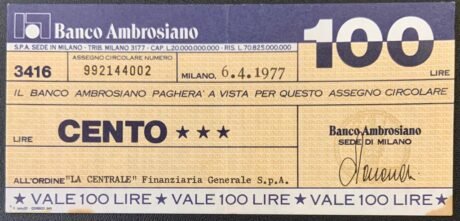 Banco Ambrosiano
S.P.A. SEDE IN MILANO - TRIB. MILANO 3177 - CAP. L.20.000.000.000 - RIS. L.70.825.000.000
100
LIRE
3416
ASSEGNO CIRCOLARE NUMERO
992144002
MILANO, 6.4.1977
IL BANCO AMBROSIANO PAGHERA' A VISTA PER QUESTO ASSEGNO CIRCOLARE
LIRE CENTO ★★★
Banco Ambrosiano
SEDE DI MILANO
ALL'ORDINE "LA CENTRALE" Finanziaria Generale S.p.A.
★ VALE 100 LIRE ★ VALE 100 LIRE ★ VALE 100 LIRE ★